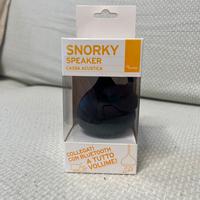 SNORKY
SPEAKER
CASSA ACUSTICA
COLLEGATI
CON BLUETOOTH
A TUTTO
VOLUME!